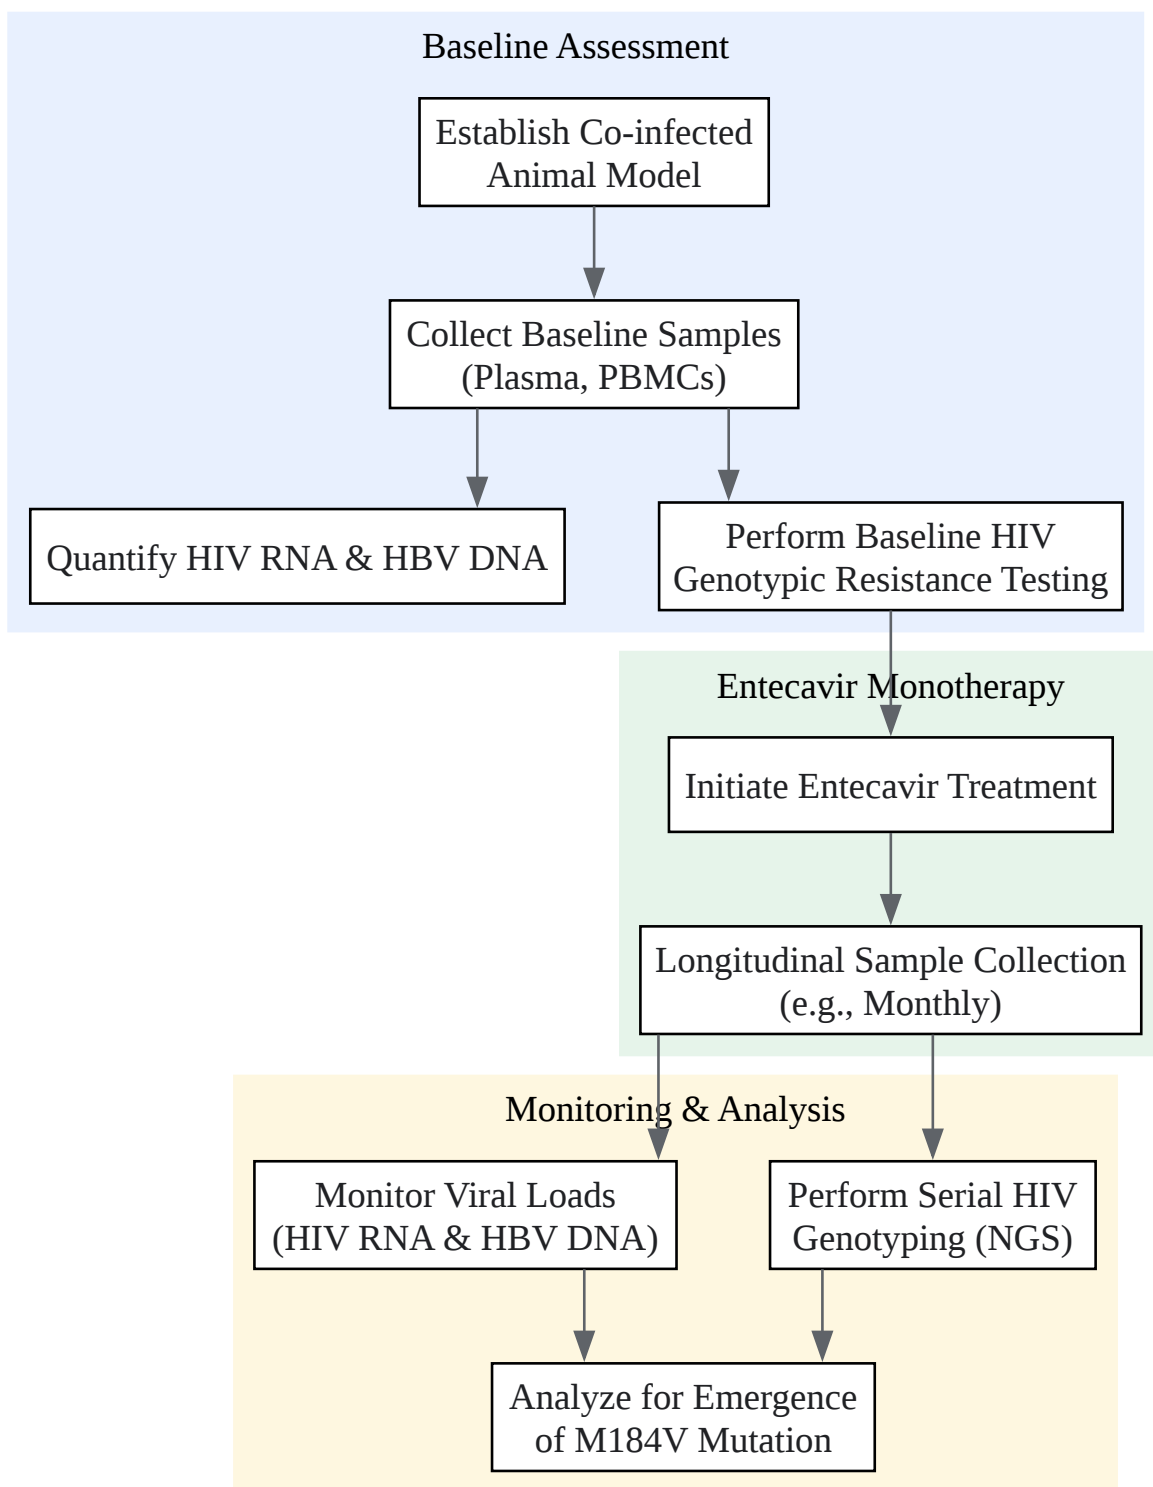 Baseline Assessment
Establish Co-infected
Animal Model
Collect Baseline Samples
(Plasma, PBMCs)
Quantify HIV RNA & HBV DNA
Perform Baseline HIV
Genotypic Resistance Testing
Entecavir Monotherapy
Initiate Entecavir Treatment
Longitudinal Sample Collection
(e.g., Monthly)
Monitoring & Analysis
Monitor Viral Loads
(HIV RNA & HBV DNA)
Perform Serial HIV
Genotyping (NGS)
Analyze for Emergence
of M184V Mutation